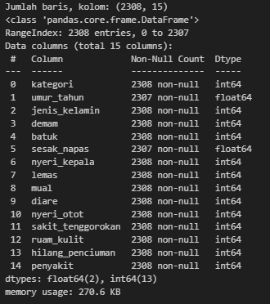 Jumlah baris, kolom: (2308, 15)
<class 'pandas.core.frame.DataFrame'>
RangeIndex: 2308 entries, 0 to 2307
Data columns (total 15 columns):
 #   Column            Non-Null Count  Dtype
---  ------            --------------  -----
 0   kategori          2308 non-null   int64
 1   umur_tahun        2307 non-null   float64
 2   jenis_kelamin     2308 non-null   int64
 3   demam             2308 non-null   int64
 4   batuk             2308 non-null   int64
 5   sesak_napas       2307 non-null   float64
 6   nyeri_kepala      2308 non-null   int64
 7   lemas             2308 non-null   int64
 8   mual              2308 non-null   int64
 9   diare             2308 non-null   int64
 10  nyeri_otot        2308 non-null   int64
 11  sakit_tenggorokan 2308 non-null   int64
 12  ruam_kulit        2308 non-null   int64
 13  hilang_penciuman  2308 non-null   int64
 14  penyakit          2308 non-null   int64
dtypes: float64(2), int64(13)
memory usage: 270.6 KB